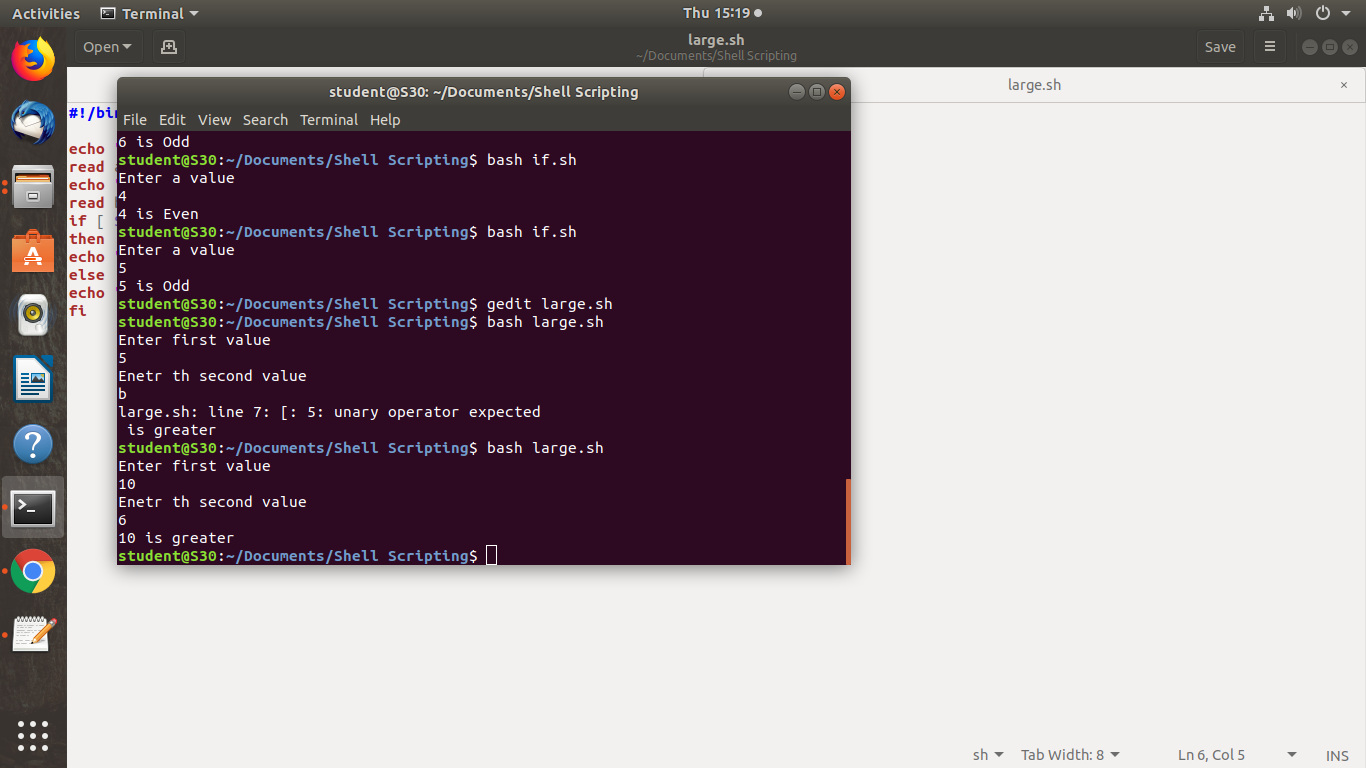 Activities Terminal Thu 15:19
Open large.sh Save
~/Documents/Shell Scripting
large.sh ×
#!/bin
echo
read
echo
read
if [
then
echo
else
echo
fi
student@S30: ~/Documents/Shell Scripting
File Edit View Search Terminal Help
6 is Odd
student@S30:~/Documents/Shell Scripting$ bash if.sh
Enter a value
4
4 is Even
student@S30:~/Documents/Shell Scripting$ bash if.sh
Enter a value
5
5 is Odd
student@S30:~/Documents/Shell Scripting$ gedit large.sh
student@S30:~/Documents/Shell Scripting$ bash large.sh
Enter first value
5
Enetr th second value
b
large.sh: line 7: [: 5: unary operator expected
 is greater
student@S30:~/Documents/Shell Scripting$ bash large.sh
Enter first value
10
Enetr th second value
6
10 is greater
student@S30:~/Documents/Shell Scripting$
sh Tab Width: 8 Ln 6, Col 5 INS